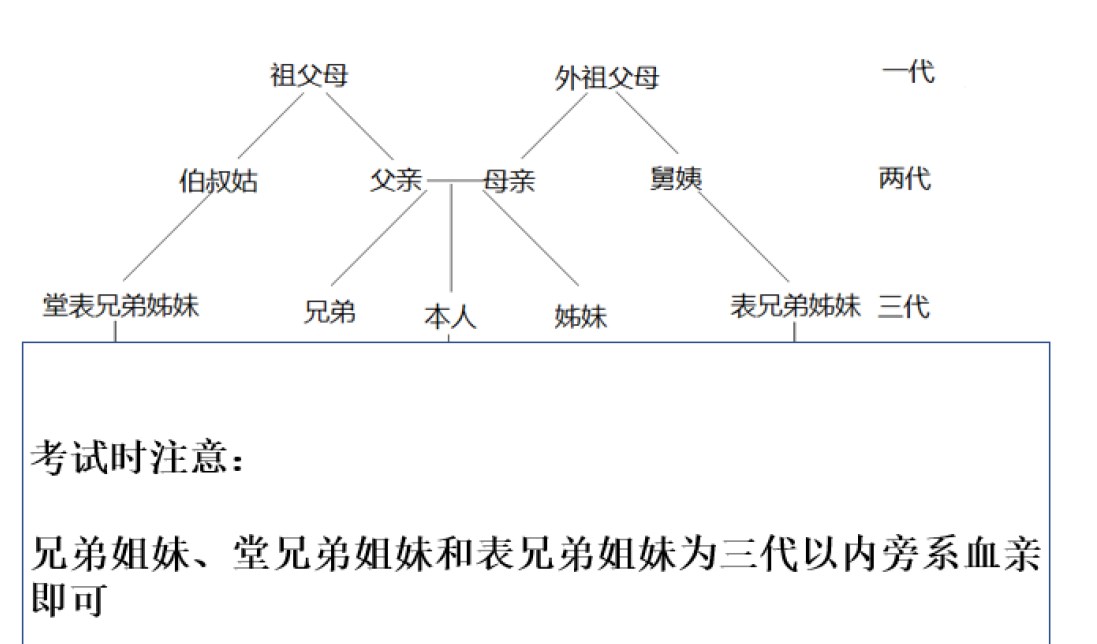 祖父母 外祖父母 一代
伯叔姑 父亲 母亲 舅姨 两代
堂表兄弟姊妹 兄弟 本人 姊妹 表兄弟姊妹 三代
考试时注意：
兄弟姐妹、堂兄弟姐妹和表兄弟姐妹为三代以内旁系血亲
即可